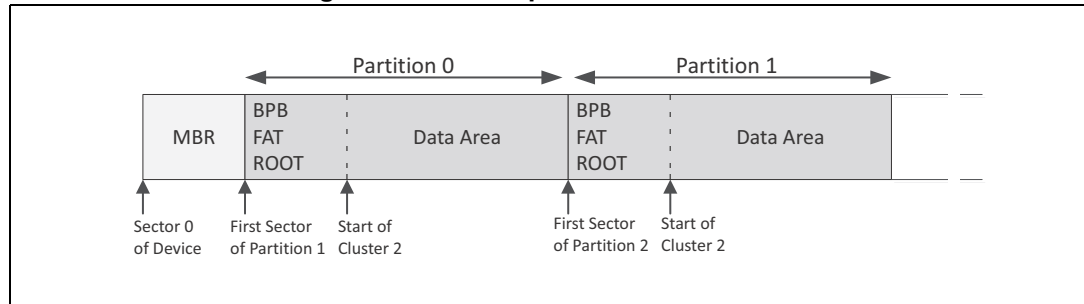 Partition 0
Partition 1
MBR
BPB
FAT
ROOT
Data Area
BPB
FAT
ROOT
Data Area
Sector 0
of Device
First Sector
of Partition 1
Start of
Cluster 2
First Sector
of Partition 2
Start of
Cluster 2